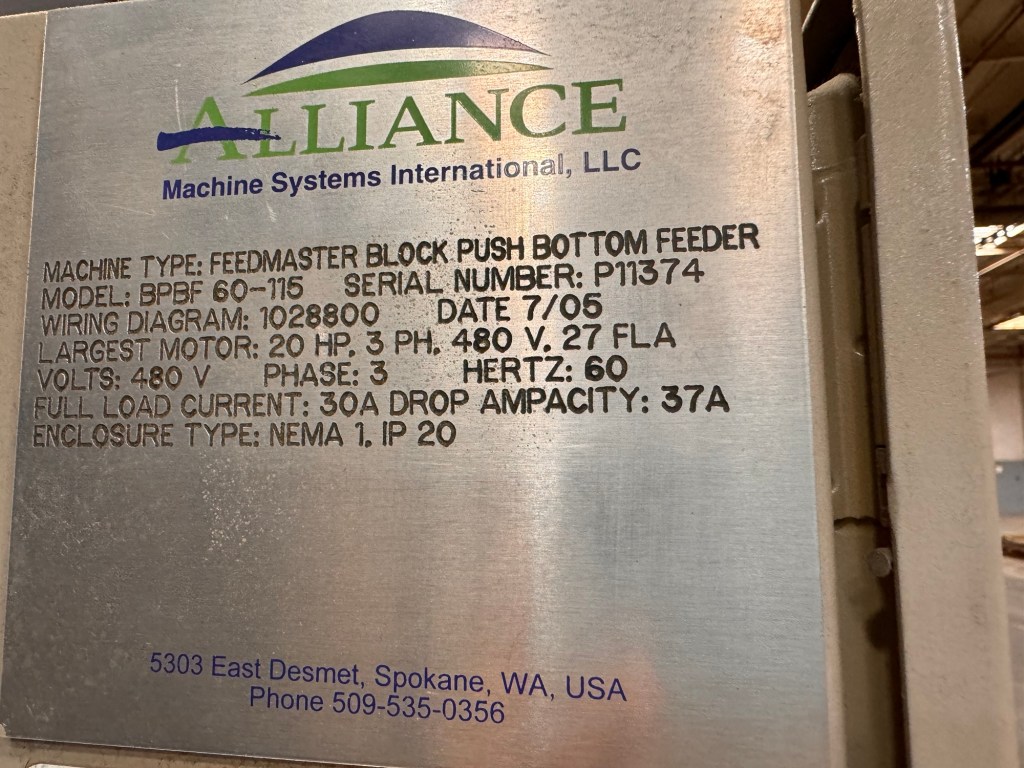 ALLIANCE
Machine Systems International, LLC
MACHINE TYPE: FEEDMASTER BLOCK PUSH BOTTOM FEEDER
MODEL: BPBF 60-115 SERIAL NUMBER: P11374
WIRING DIAGRAM: 1028800 DATE 7/05
LARGEST MOTOR: 20 HP, 3 PH, 480 V. 27 FLA
VOLTS: 480 V PHASE: 3 HERTZ: 60
FULL LOAD CURRENT: 30A DROP AMPACITY: 37A
ENCLOSURE TYPE: NEMA 1, IP 20
5303 East Desmet, Spokane, WA, USA
Phone 509-535-0356